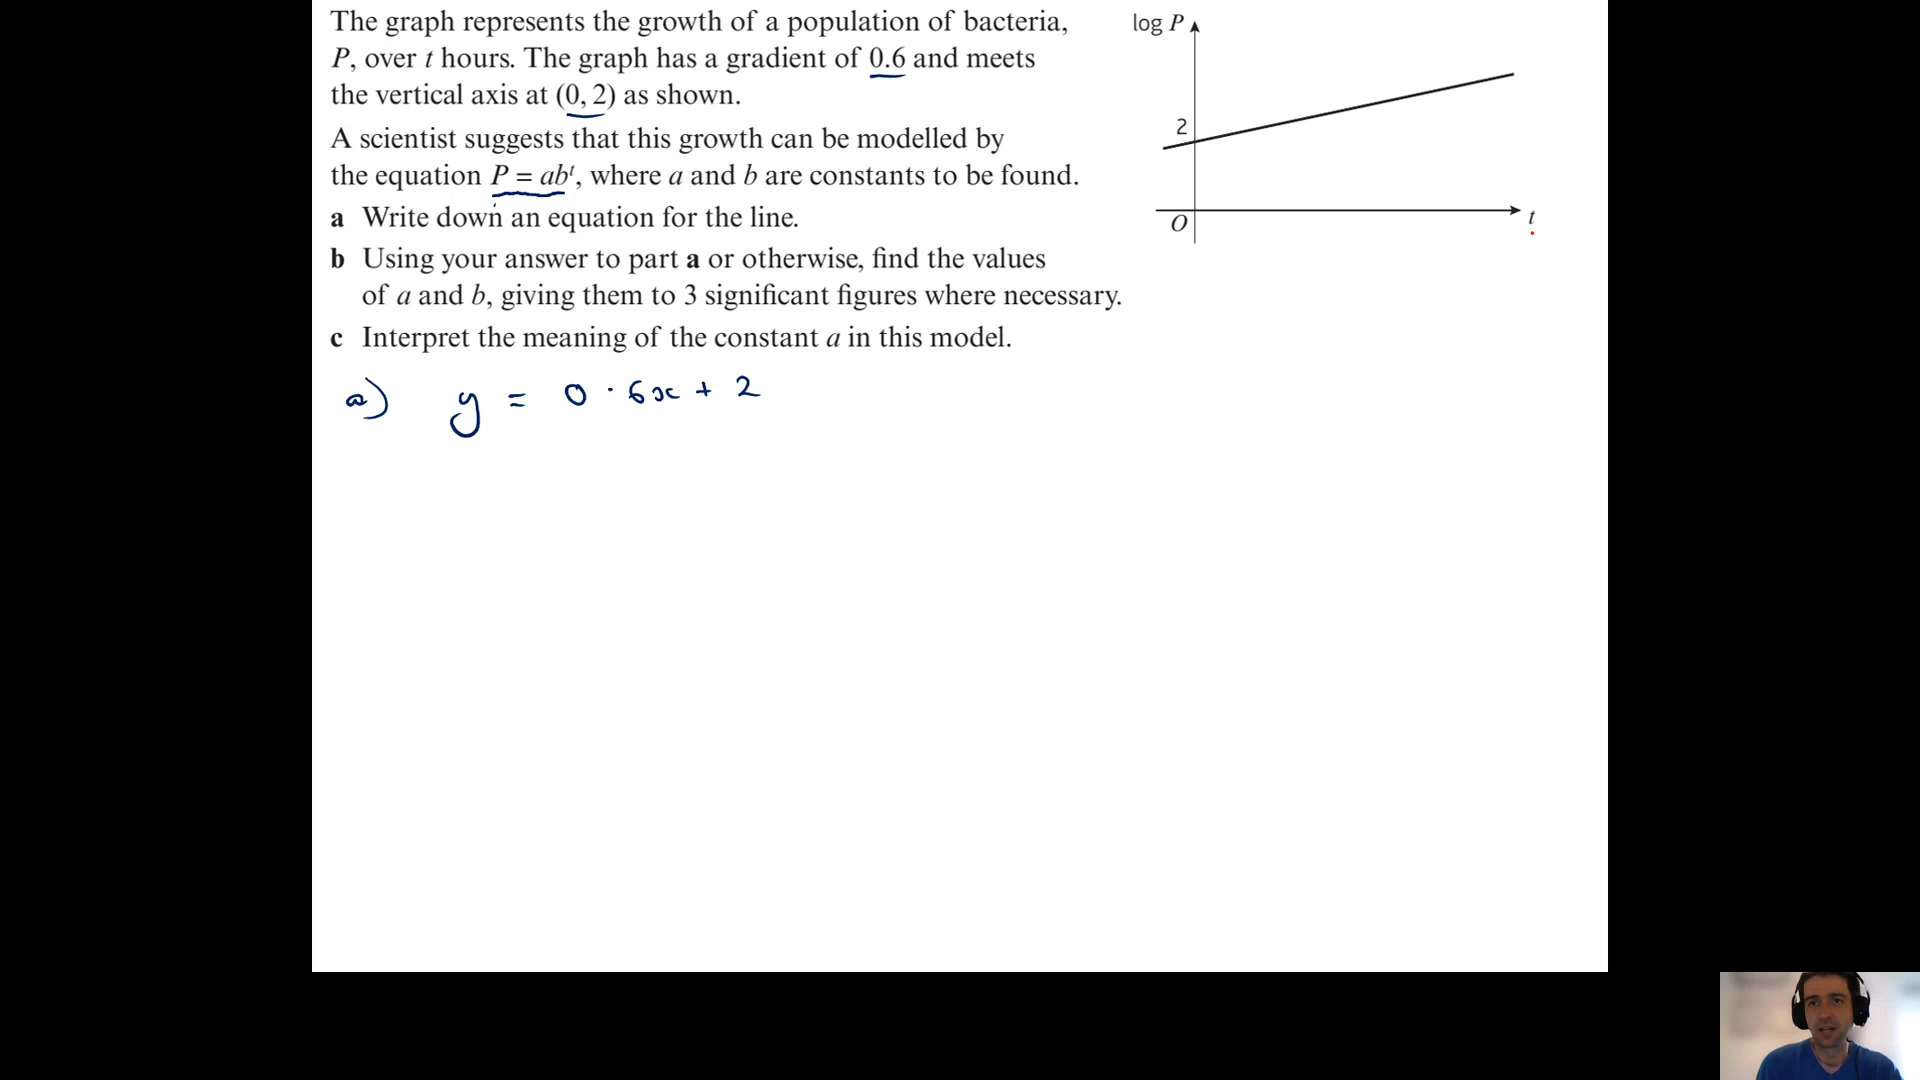 The graph represents the growth of a population of bacteria,
P, over t hours. The graph has a gradient of 0.6 and meets
the vertical axis at (0, 2) as shown.
A scientist suggests that this growth can be modelled by
the equation P = abᵗ, where a and b are constants to be found.
a Write down an equation for the line.
b Using your answer to part a or otherwise, find the values
of a and b, giving them to 3 significant figures where necessary.
c Interpret the meaning of the constant a in this model.
log P
2
O
t
a) y = 0·6x + 2